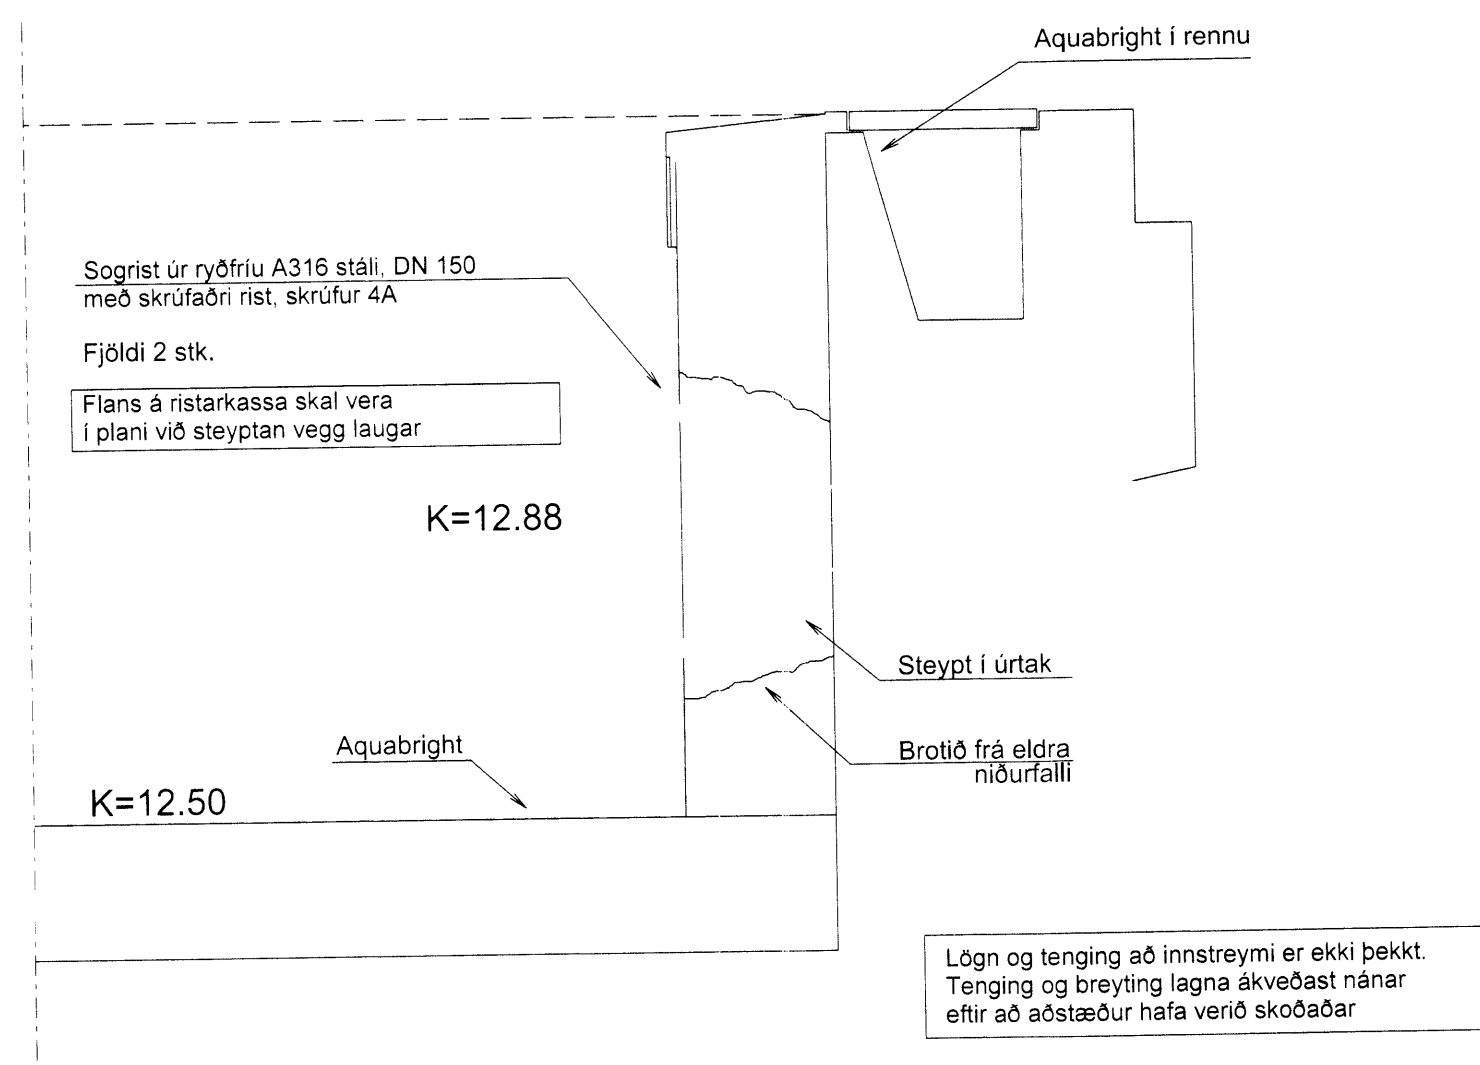 Aquabright í rennu
Sogrist úr ryðfríu A316 stáli, DN 150
með skrúfaðri rist, skrúfur 4A
Fjöldi 2 stk.
Flans á ristarkassa skal vera
í plani við steyptan vegg laugar
K=12.88
Steypt í úrtak
Brotið frá eldra
niðurfalli
Aquabright
K=12.50
Lögn og tenging að innstreymi er ekki þekkt.
Tenging og breyting lagna ákveðast nánar
eftir að aðstæður hafa verið skoðaðar